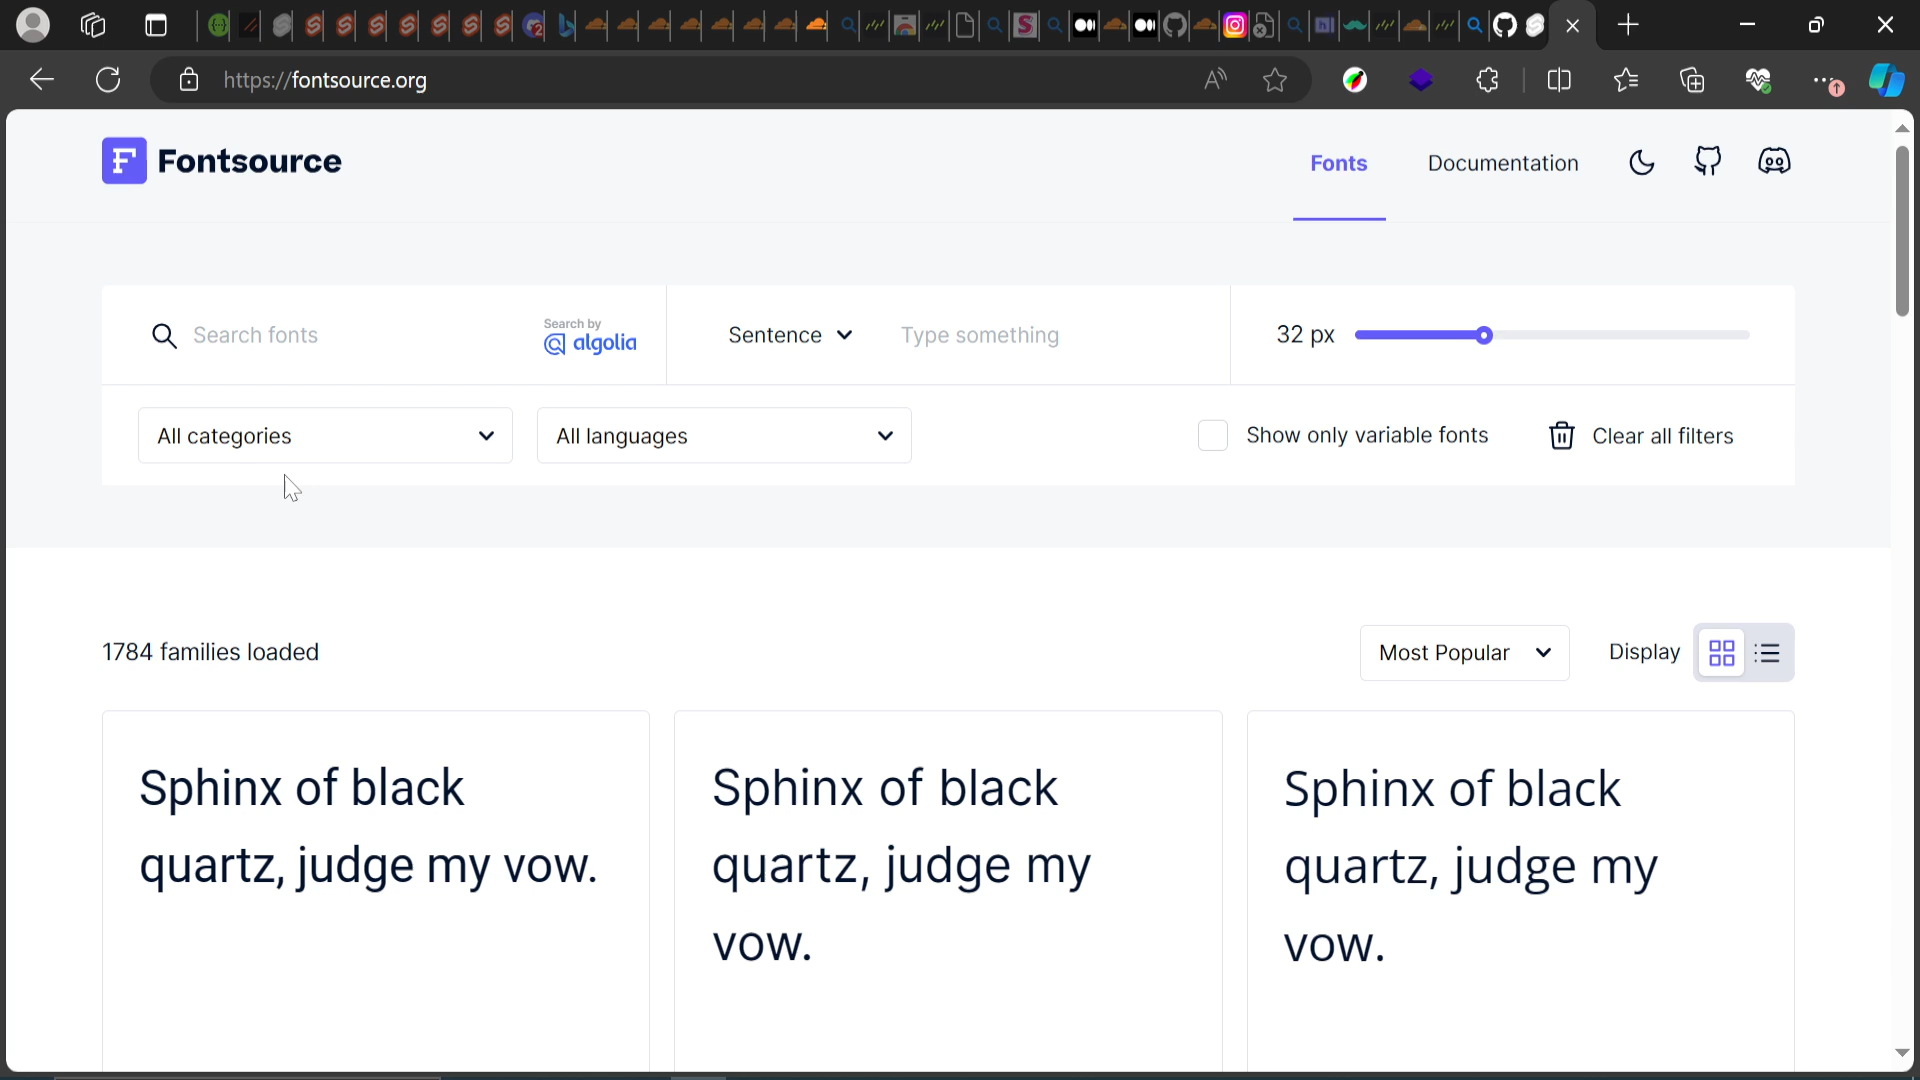 https://fontsource.org
Fontsource
Fonts
Documentation
Search fonts
Search by
algolia
Sentence
Type something
32 px
All categories
All languages
Show only variable fonts
Clear all filters
1784 families loaded
Most Popular
Display
Sphinx of black
quartz, judge my vow.
Sphinx of black
quartz, judge my
vow.
Sphinx of black
quartz, judge my
vow.